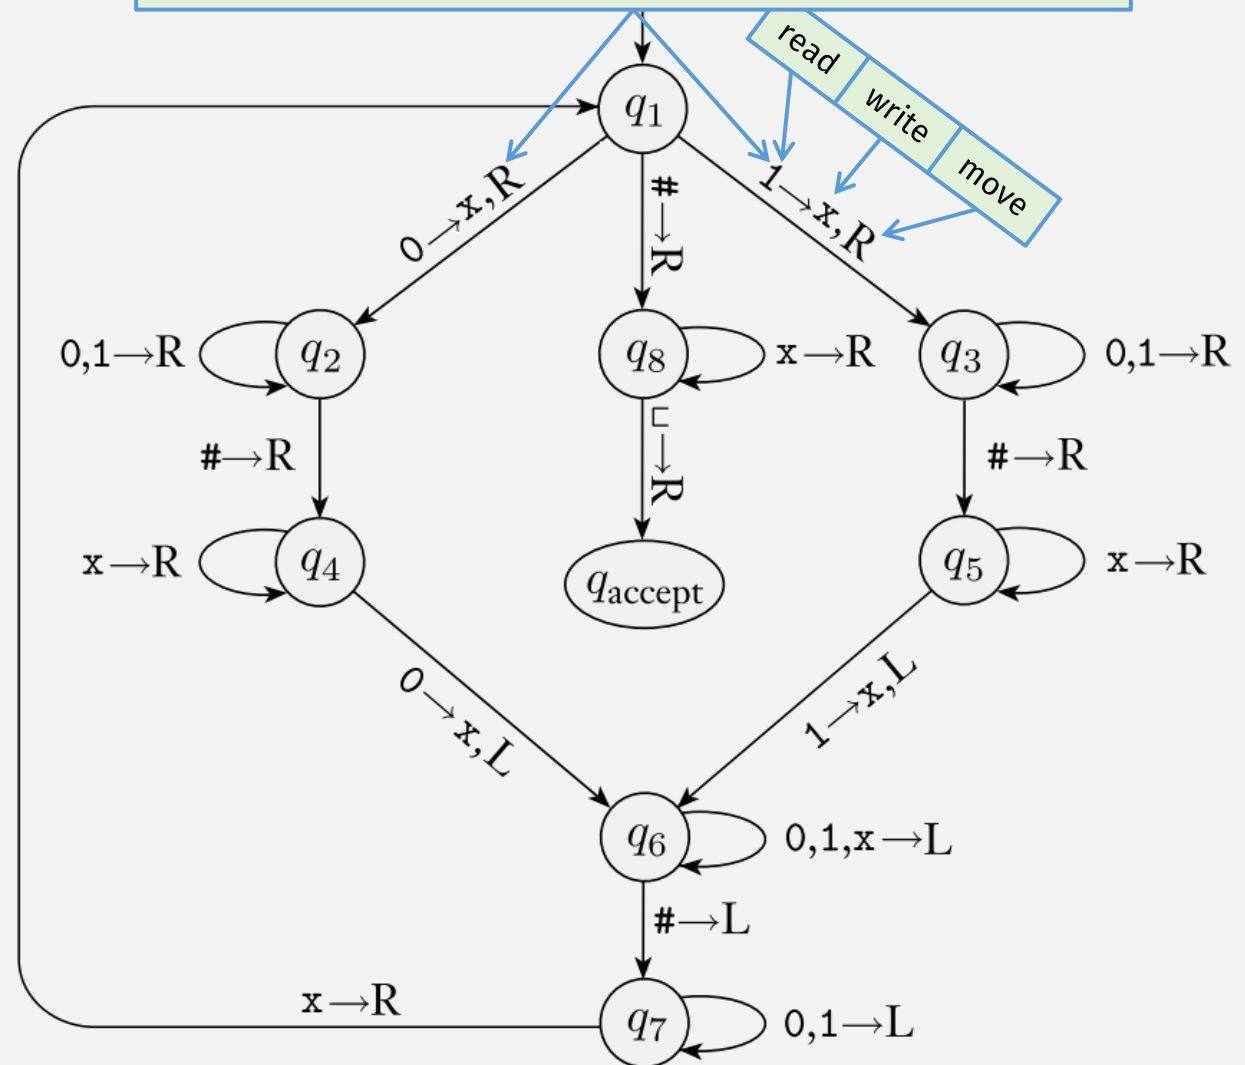 read
write
move
q1
0→x,R
#→R
1→x,R
0,1→R
q2
q8
x→R
q3
0,1→R
#→R
⊔→R
#→R
x→R
q4
qaccept
q5
x→R
0→x,L
1→x,L
q6
0,1,x→L
#→L
x→R
q7
0,1→L